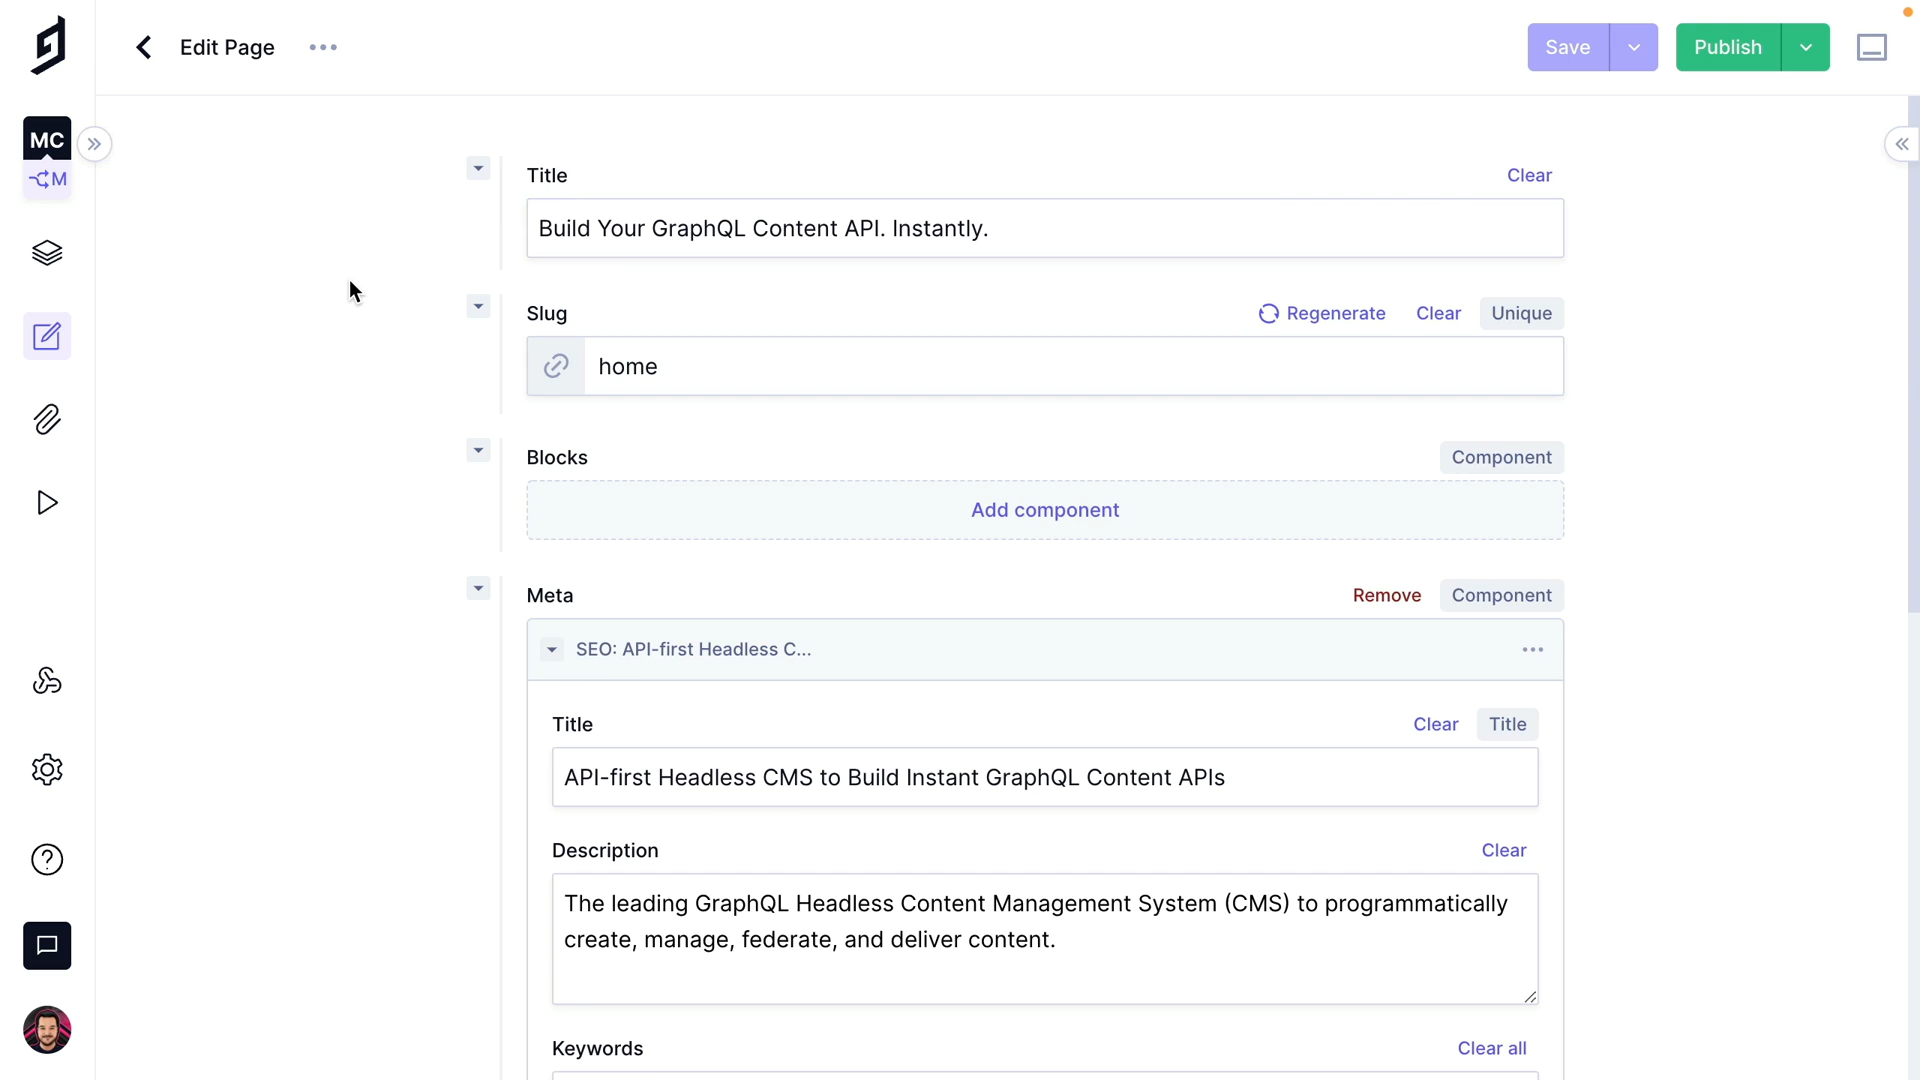 Edit Page
Save
Publish
MC
M
Title
Clear
Build Your GraphQL Content API. Instantly.
Slug
Regenerate
Clear
Unique
home
Blocks
Component
Add component
Meta
Remove
Component
SEO: API-first Headless C...
Title
Clear
Title
API-first Headless CMS to Build Instant GraphQL Content APIs
Description
Clear
The leading GraphQL Headless Content Management System (CMS) to programmatically
create, manage, federate, and deliver content.
Keywords
Clear all